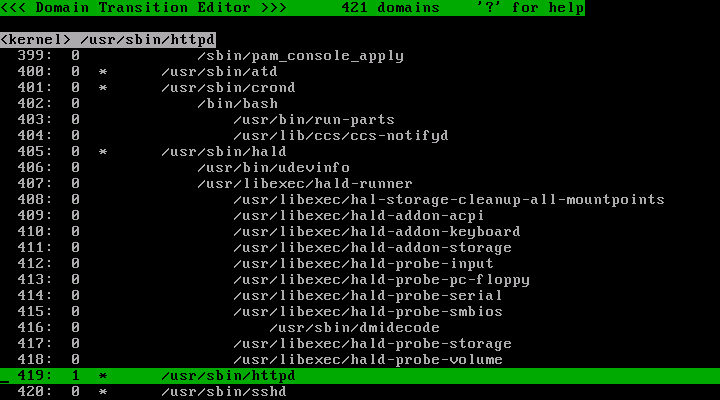 <<< Domain Transition Editor >>>      421 domains    '?' for help
<kernel> /usr/sbin/httpd
399:  0             /sbin/pam_console_apply
400:  0  *      /usr/sbin/atd
401:  0  *      /usr/sbin/crond
402:  0             /bin/bash
403:  0                 /usr/bin/run-parts
404:  0                 /usr/lib/ccs/ccs-notifyd
405:  0  *      /usr/sbin/hald
406:  0             /usr/bin/udevinfo
407:  0             /usr/libexec/hald-runner
408:  0                 /usr/libexec/hal-storage-cleanup-all-mountpoints
409:  0                 /usr/libexec/hald-addon-acpi
410:  0                 /usr/libexec/hald-addon-keyboard
411:  0                 /usr/libexec/hald-addon-storage
412:  0                 /usr/libexec/hald-probe-input
413:  0                 /usr/libexec/hald-probe-pc-floppy
414:  0                 /usr/libexec/hald-probe-serial
415:  0                 /usr/libexec/hald-probe-smbios
416:  0                     /usr/sbin/dmidecode
417:  0                 /usr/libexec/hald-probe-storage
418:  0                 /usr/libexec/hald-probe-volume
419:  1  *      /usr/sbin/httpd
420:  0  *      /usr/sbin/sshd